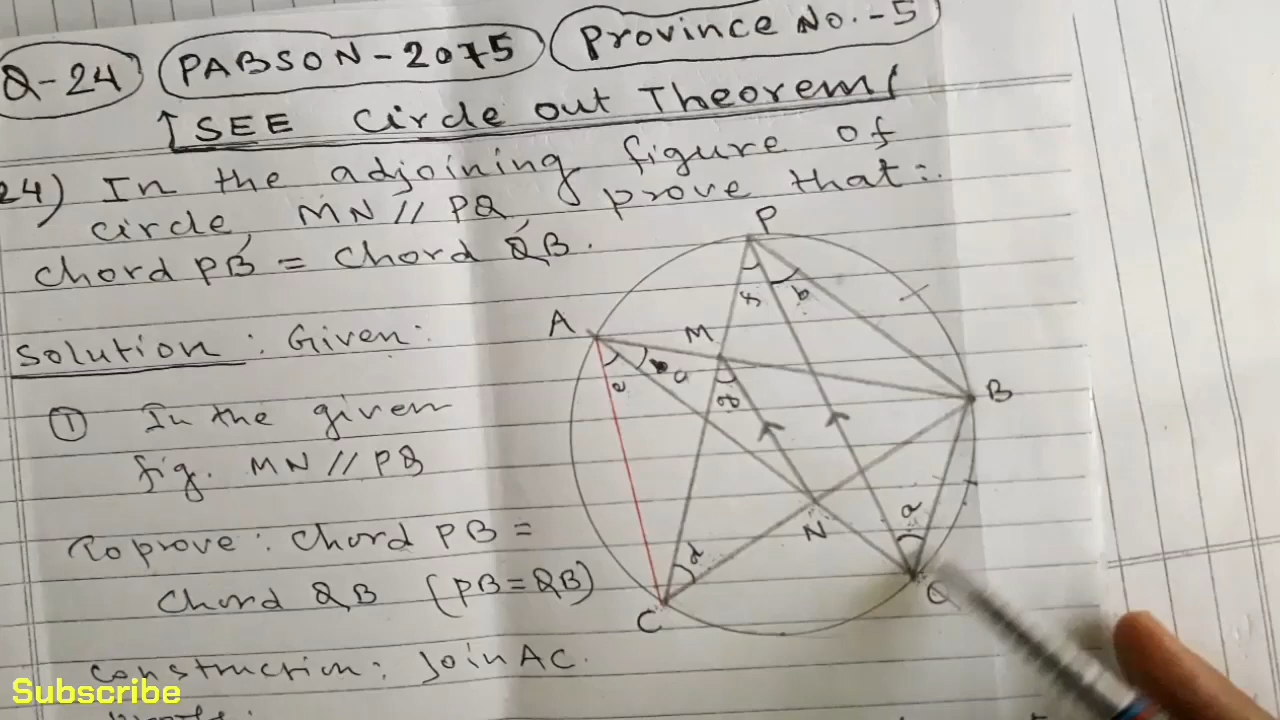 Q-24 PABSON-2075 Province No.-5
SEE Circle out Theorem
24) In the adjoining figure of
circle, MN // PQ, prove that:
chord PB = chord QB.
Solution: Given:
① In the given
fig. MN // PQ
To prove: Chord PB =
Chord QB (PB=QB)
Construction: Join AC.
P
A
M
B
N
Q
C
b
a
e
d
a
Subscribe